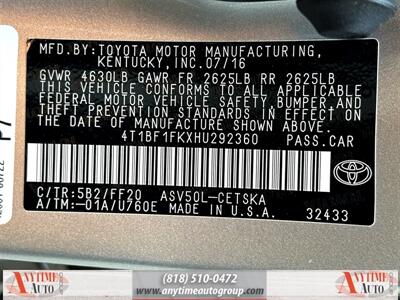 MFD.BY:TOYOTA MOTOR MANUFACTURING,
KENTUCKY,INC.07/16
GVWR 4630LB GAWR FR 2625LB RR 2625LB
THIS VEHICLE CONFORMS TO ALL APPLICABLE
FEDERAL MOTOR VEHICLE SAFETY, BUMPER,
AND THEFT PREVENTION STANDARDS IN EFFECT
ON THE DATE OF MANUFACTURE SHOWN ABOVE.
4T1BF1FKXHU292360 PASS.CAR
C/TR:5B2/FF20 ASV50L-CETSKA
A/TM:-01A/U760E MADE IN U.S.A. 32433
TOYOTA
ANYTIME
AUTO
(818) 510-0472
www.anytimeautogroup.com
ANYTIME
AUTO